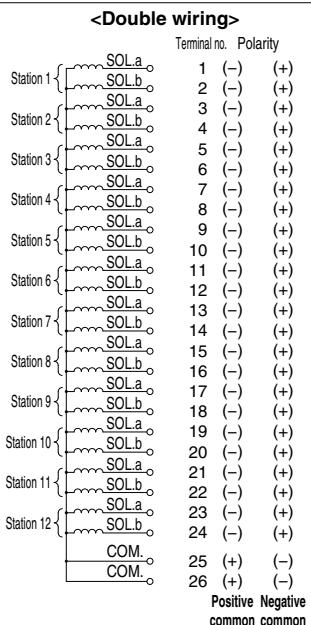 <Double wiring>
Terminal no. Polarity
Station 1 SOL.a 1 (−) (+)
SOL.b 2 (−) (+)
Station 2 SOL.a 3 (−) (+)
SOL.b 4 (−) (+)
Station 3 SOL.a 5 (−) (+)
SOL.b 6 (−) (+)
Station 4 SOL.a 7 (−) (+)
SOL.b 8 (−) (+)
Station 5 SOL.a 9 (−) (+)
SOL.b 10 (−) (+)
Station 6 SOL.a 11 (−) (+)
SOL.b 12 (−) (+)
Station 7 SOL.a 13 (−) (+)
SOL.b 14 (−) (+)
Station 8 SOL.a 15 (−) (+)
SOL.b 16 (−) (+)
Station 9 SOL.a 17 (−) (+)
SOL.b 18 (−) (+)
Station 10 SOL.a 19 (−) (+)
SOL.b 20 (−) (+)
Station 11 SOL.a 21 (−) (+)
SOL.b 22 (−) (+)
Station 12 SOL.a 23 (−) (+)
SOL.b 24 (−) (+)
COM. 25 (+) (−)
COM. 26 (+) (−)
Positive Negative
common common